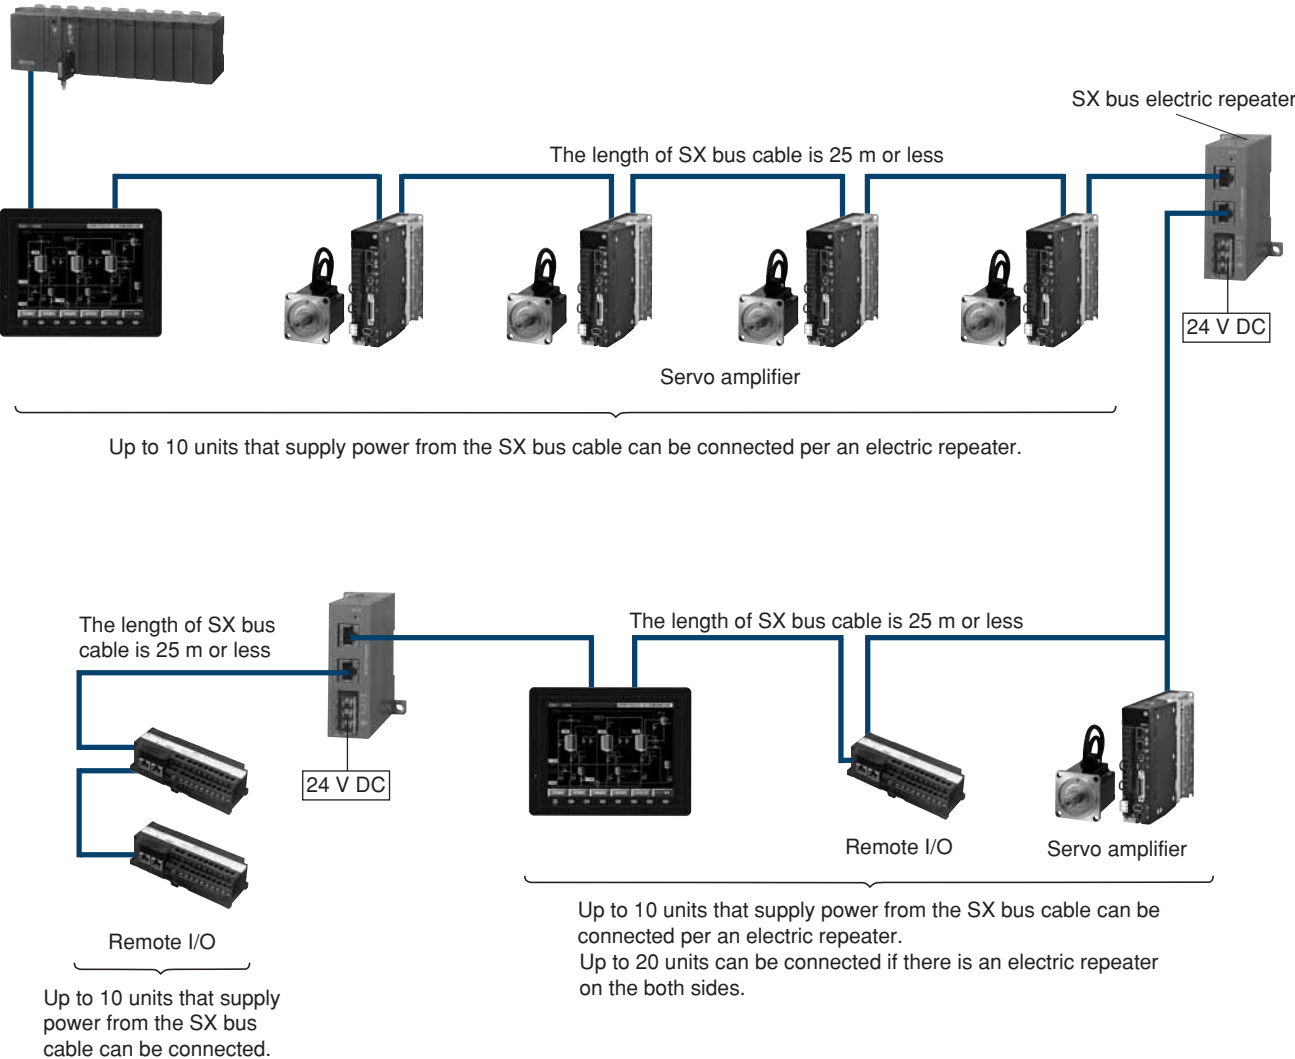 SX bus electric repeater
The length of SX bus cable is 25 m or less
24 V DC
Servo amplifier
Up to 10 units that supply power from the SX bus cable can be connected per an electric repeater.
The length of SX bus
cable is 25 m or less
The length of SX bus cable is 25 m or less
24 V DC
Remote I/O
Servo amplifier
Up to 10 units that supply power from the SX bus cable can be
connected per an electric repeater.
Up to 20 units can be connected if there is an electric repeater
on the both sides.
Remote I/O
Up to 10 units that supply
power from the SX bus
cable can be connected.